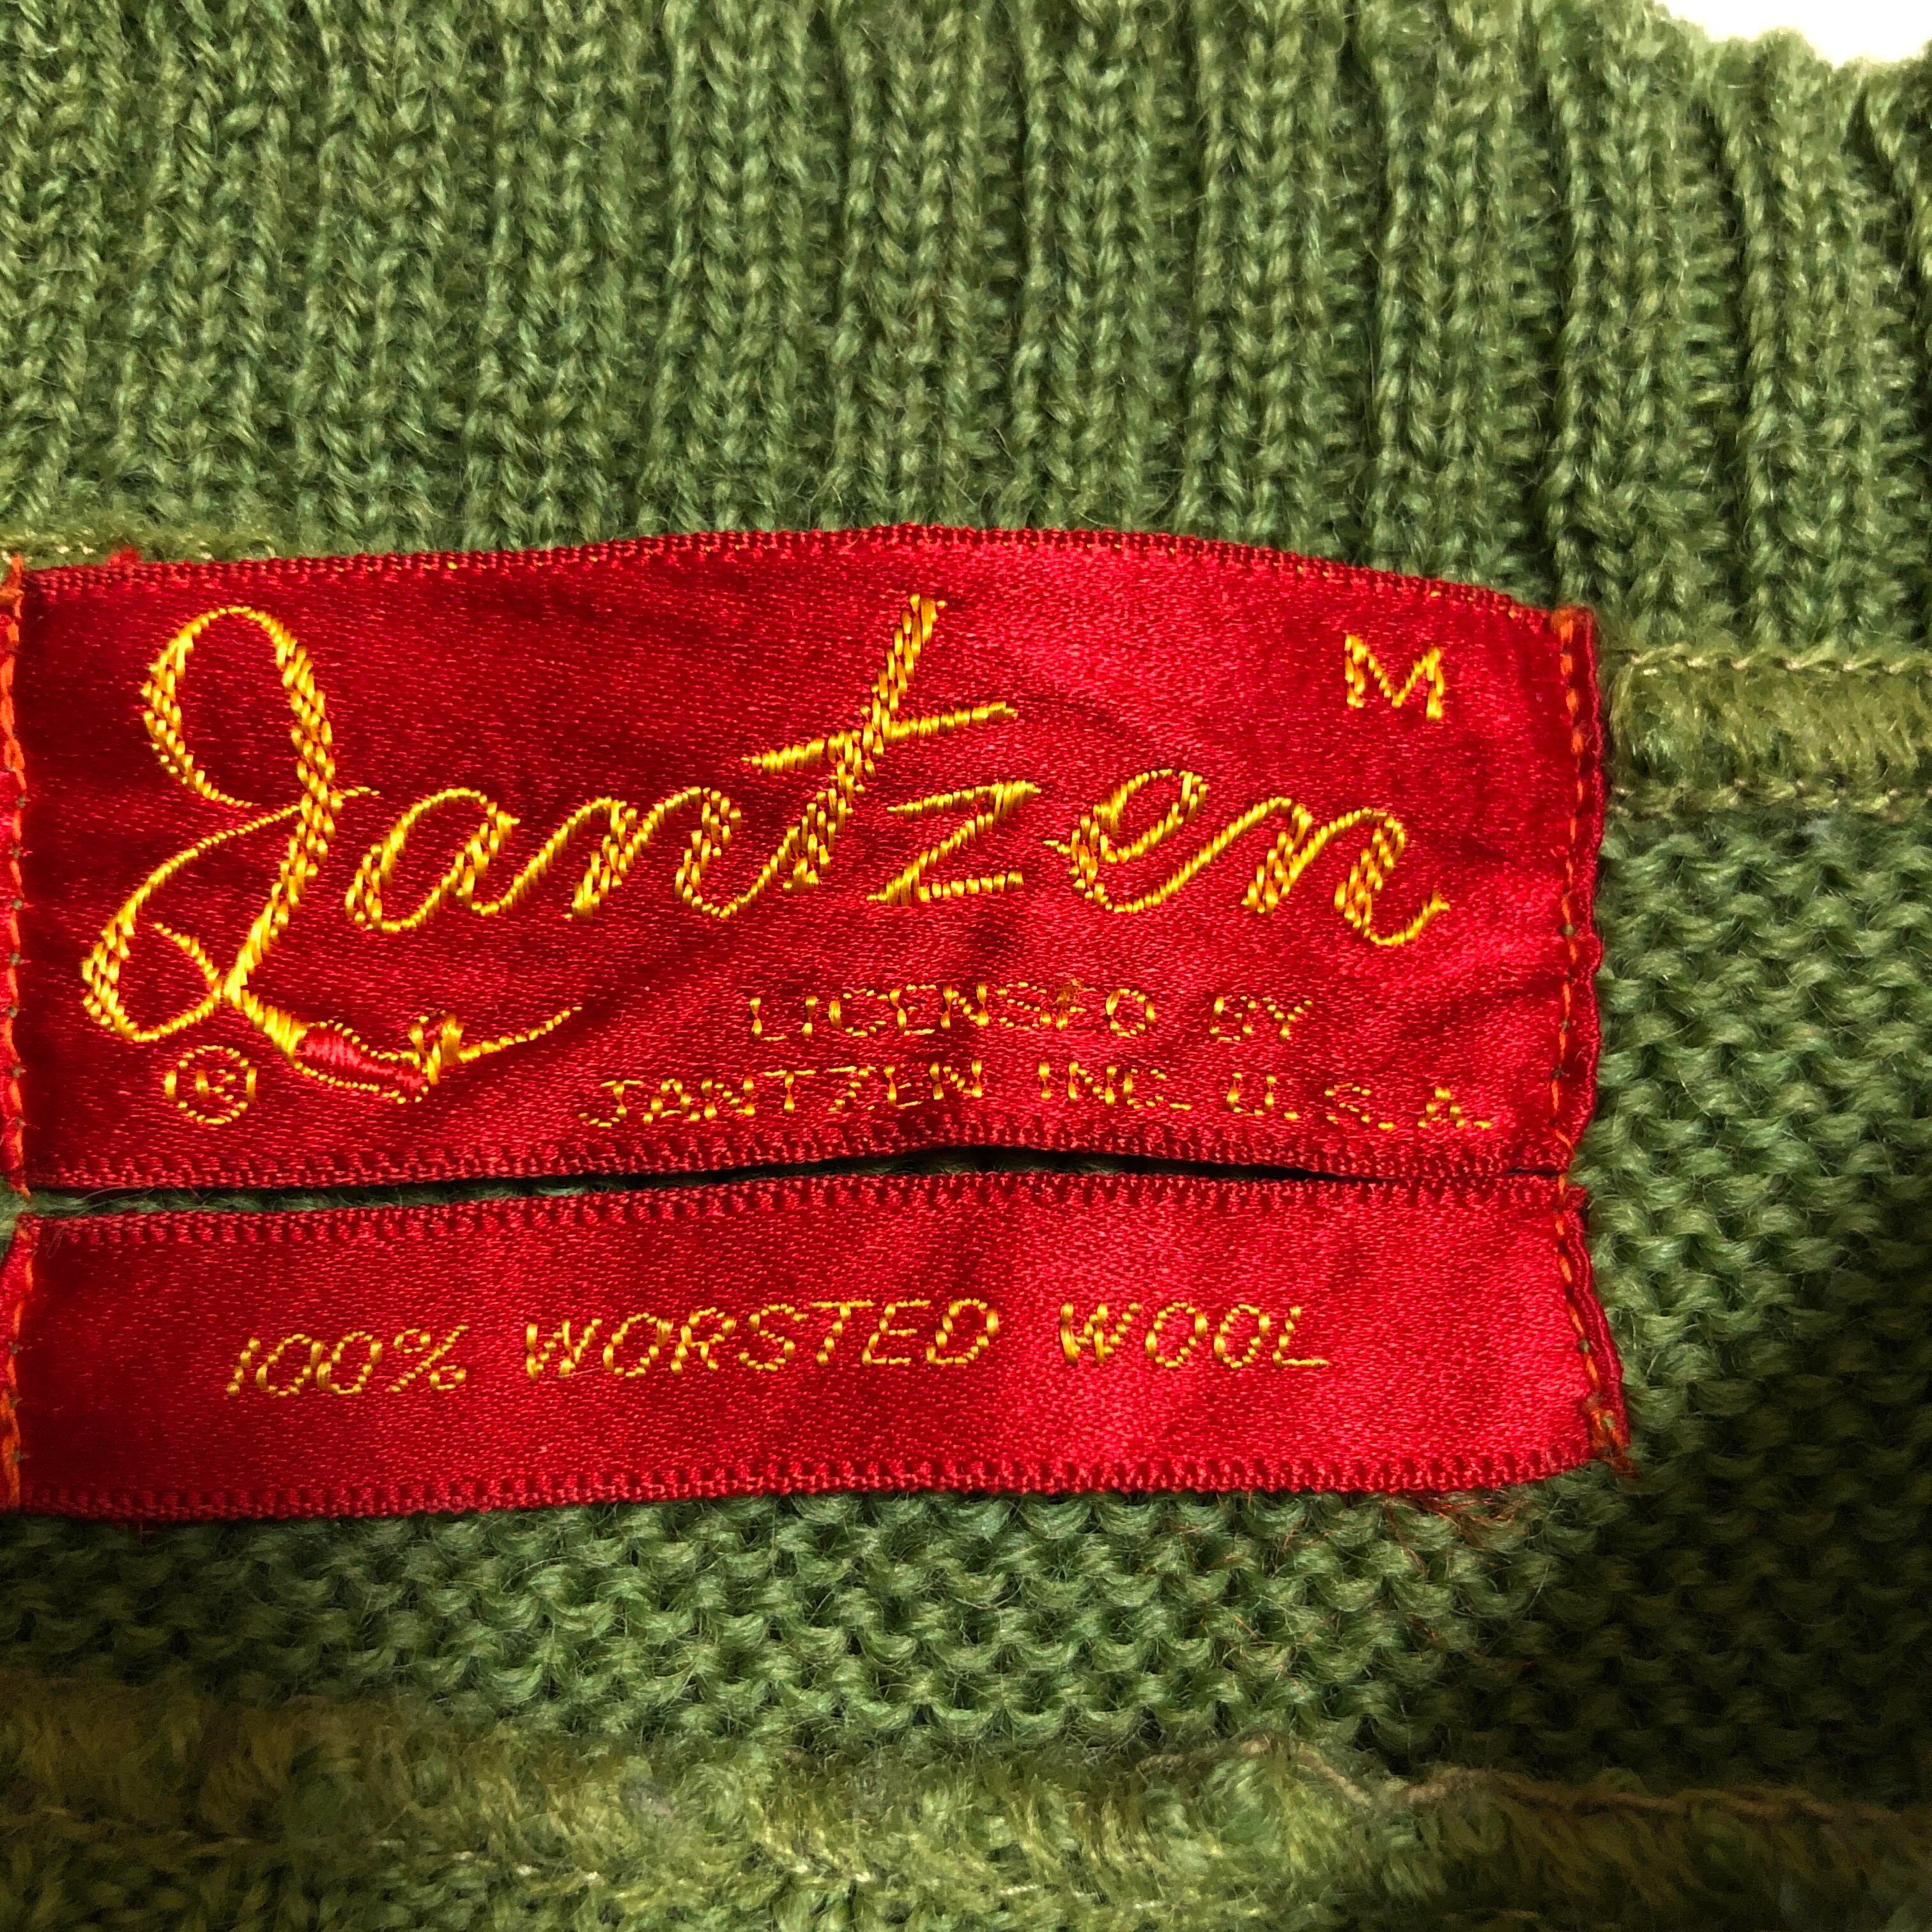 Jantzen M
LICENSED BY
® JANTZEN INC. U.S.A.
100% WORSTED WOOL